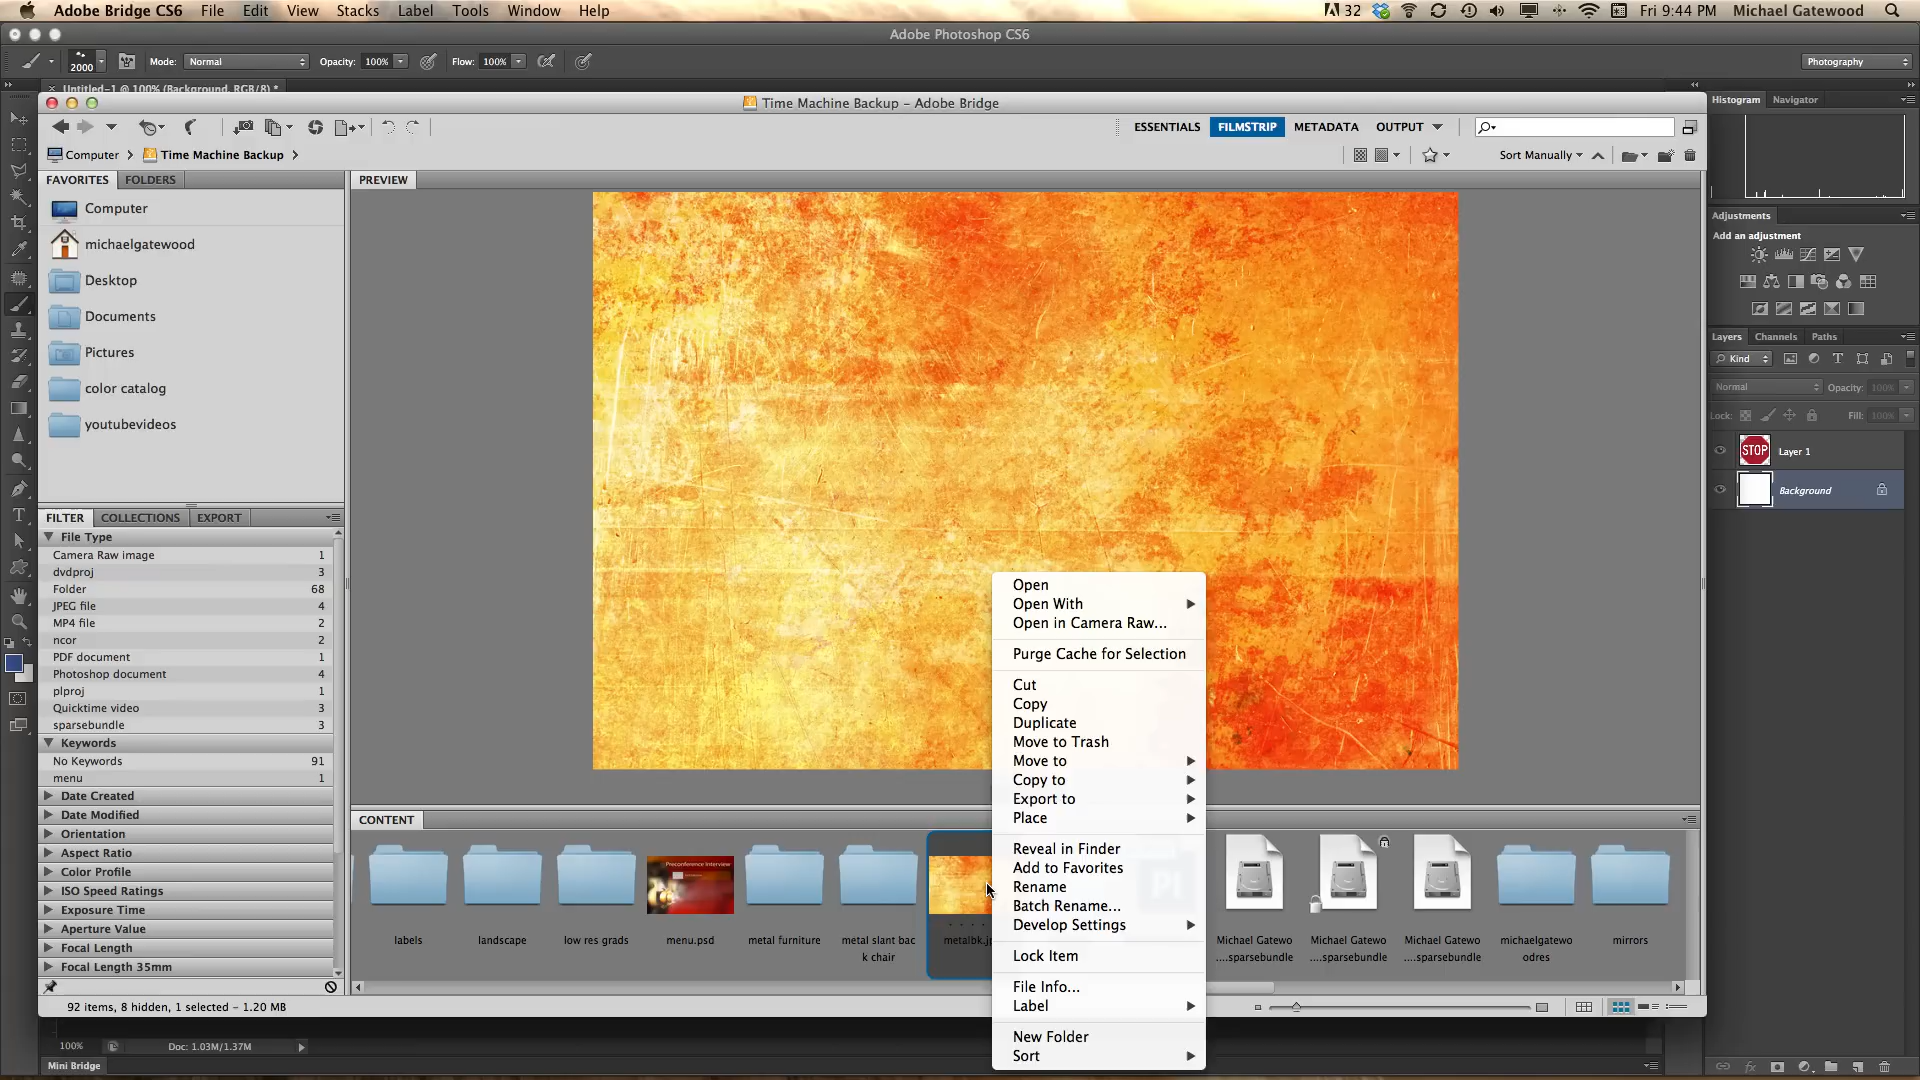 Adobe Bridge CS6 File Edit View Stacks Label Tools Window Help 32 Fri 9:44 PM Michael Gatewood
Adobe Photoshop CS6
2000 Mode: Normal Opacity: 100% Flow: 100% Photography
Untitled-1 @ 100% (Background, RGB/8) *
Time Machine Backup – Adobe Bridge
ESSENTIALS FILMSTRIP METADATA OUTPUT
Computer Time Machine Backup
Sort Manually
FAVORITES FOLDERS
Computer
michaelgatewood
Desktop
Documents
Pictures
color catalog
youtubevideos
FILTER COLLECTIONS EXPORT
File Type
Camera Raw image 1
dvdproj 3
Folder 68
JPEG file 4
MP4 file 2
ncor 2
PDF document 1
Photoshop document 4
plproj 1
Quicktime video 3
sparsebundle 3
Keywords
No Keywords 91
menu 1
Date Created
Date Modified
Orientation
Aspect Ratio
Color Profile
ISO Speed Ratings
Exposure Time
Aperture Value
Focal Length
Focal Length 35mm
92 items, 8 hidden, 1 selected – 1.20 MB
PREVIEW
CONTENT
labels
landscape
low res grads
menu.psd
metal furniture
metal slant bac
k chair
metalbk.jp
Michael Gatewo
....sparsebundle
Michael Gatewo
....sparsebundle
Michael Gatewo
....sparsebundle
michaelgatewo
odres
mirrors
Open
Open With
Open in Camera Raw...
Purge Cache for Selection
Cut
Copy
Duplicate
Move to Trash
Move to
Copy to
Export to
Place
Reveal in Finder
Add to Favorites
Rename
Batch Rename...
Develop Settings
Lock Item
File Info...
Label
New Folder
Sort
Histogram Navigator
Adjustments
Add an adjustment
Layers Channels Paths
Kind
Normal Opacity: 100%
Lock: Fill: 100%
STOP Layer 1
Background
100% Doc: 1.03M/1.37M
Mini Bridge